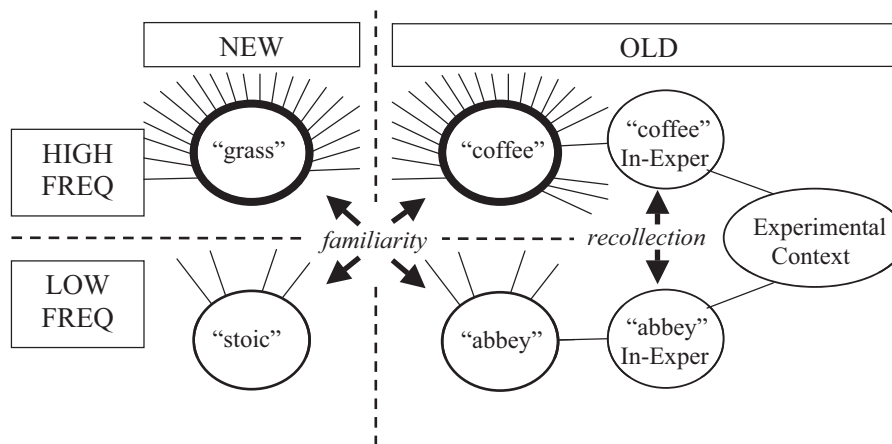 NEW
OLD
HIGH
FREQ
“grass”
“coffee”
“coffee”
In-Exper
familiarity
recollection
Experimental
Context
LOW
FREQ
“stoic”
“abbey”
“abbey”
In-Exper